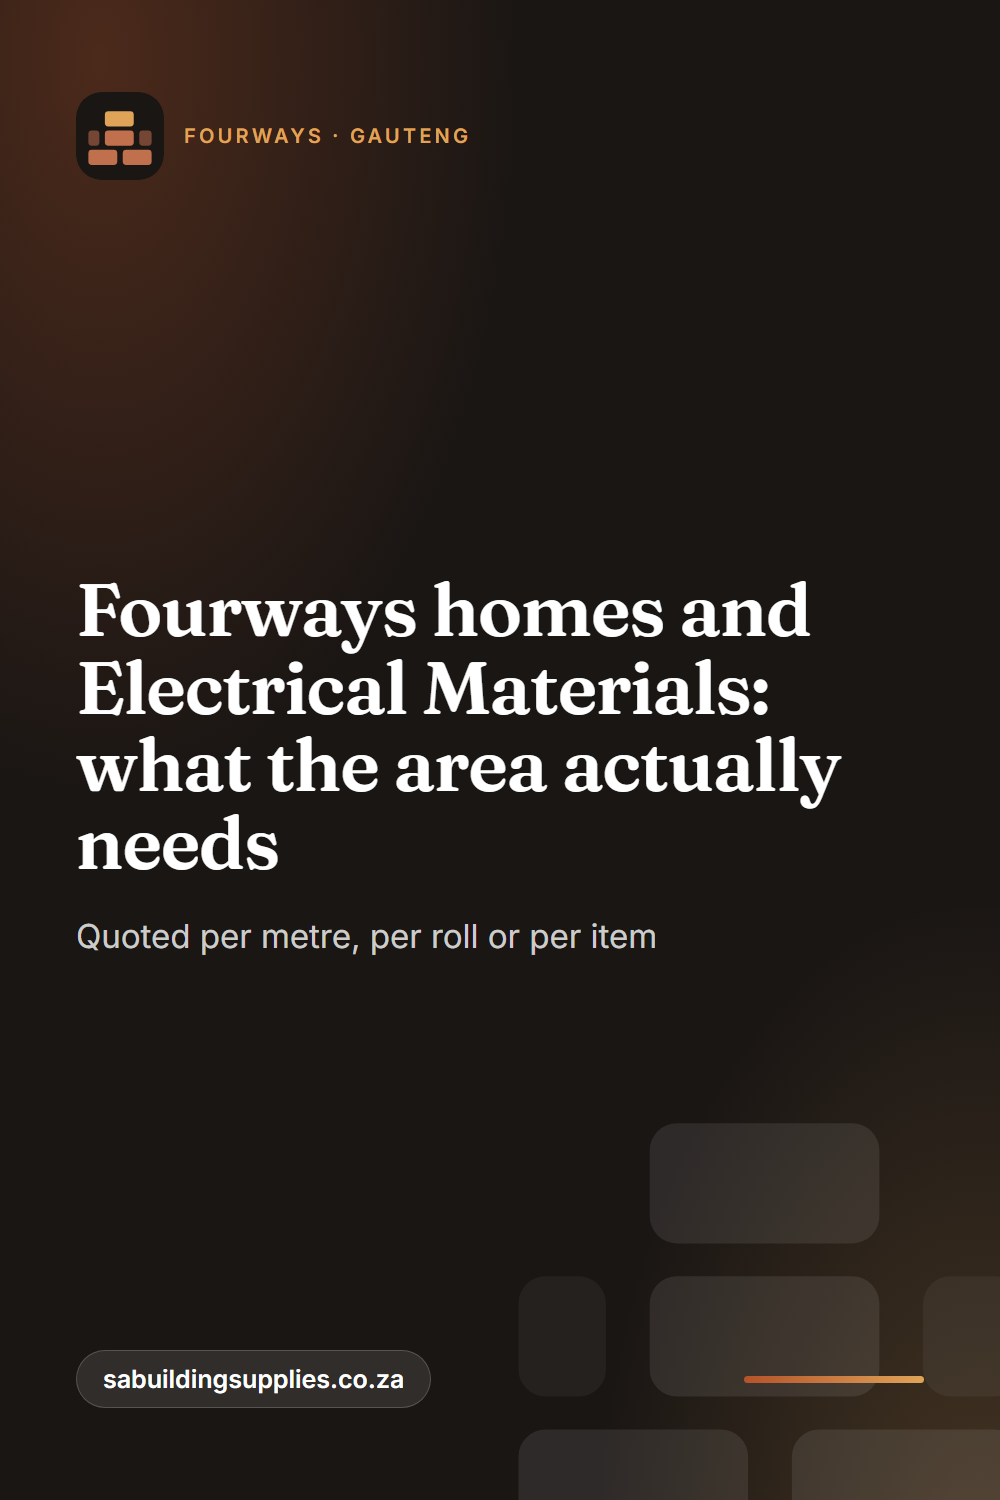 FOURWAYS · GAUTENG
Fourways homes and
Electrical Materials:
what the area actually
needs
Quoted per metre, per roll or per item
sabuildingsupplies.co.za